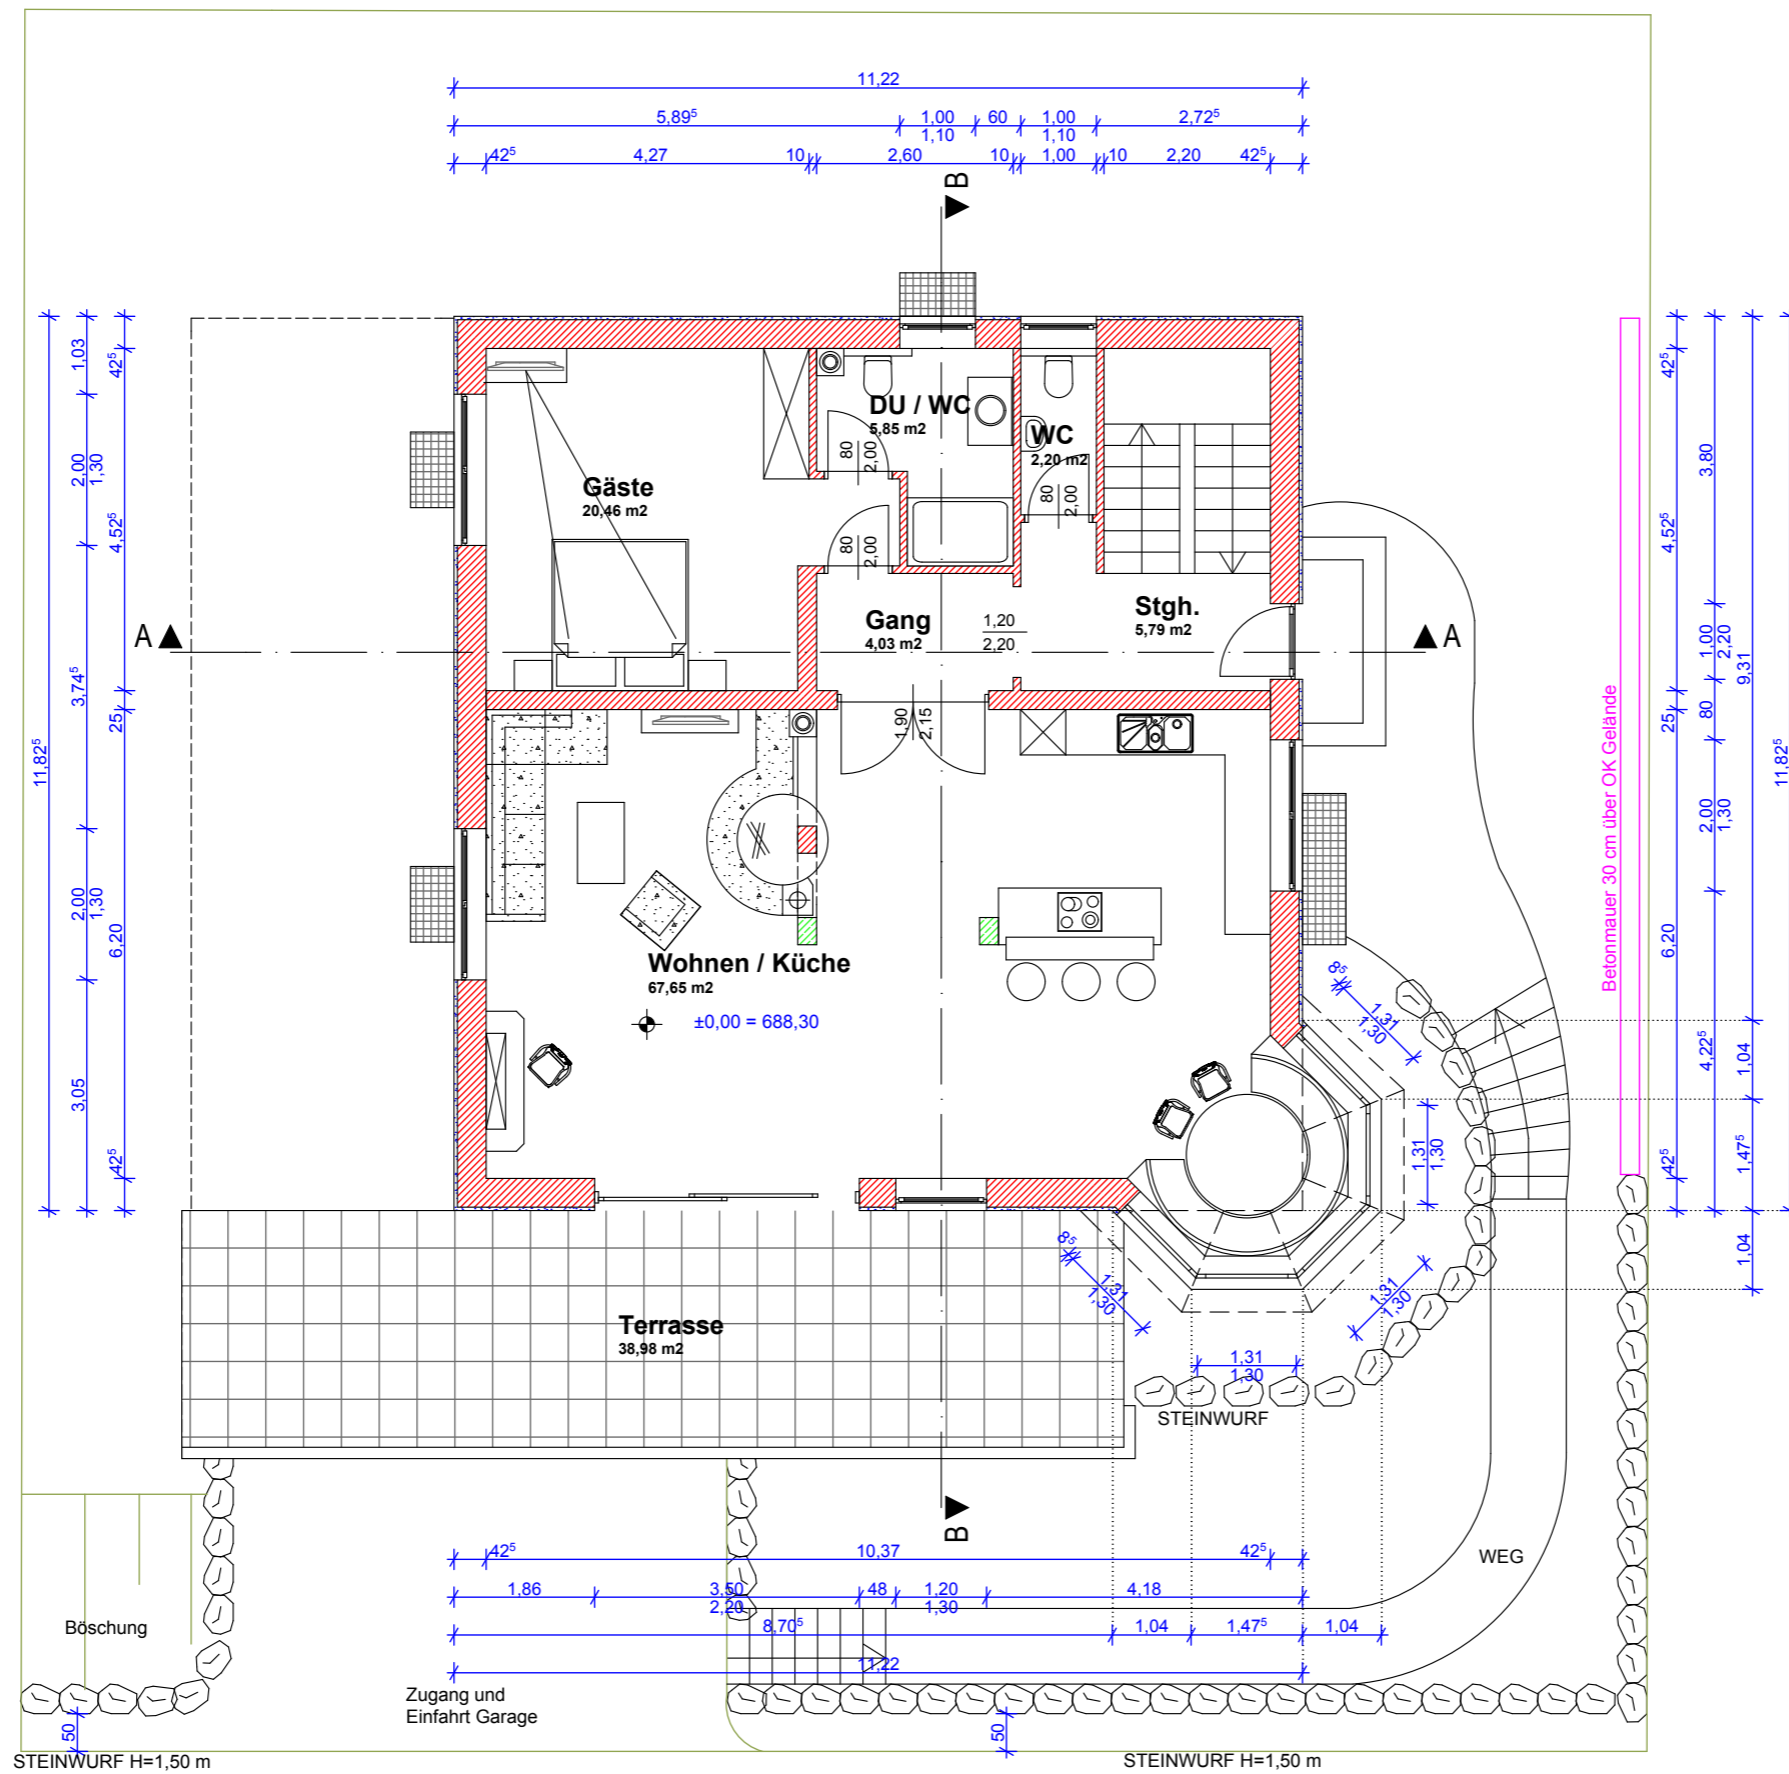 11,22
5,89⁵ 1,00 60 1,00 2,72⁵
1,10 1,10
42⁵ 4,27 10 2,60 10 1,00 10 2,20 42⁵
B
11,82⁵
1,03
2,00
1,30
3,74⁵
2,00
1,30
3,05
42⁵
4,52⁵
25
6,20
42⁵
A
A
DU / WC
5,85 m2
80
2,00
WC
2,20 m2
80
2,00
Gäste
20,46 m2
80
2,00
Gang
4,03 m2
1,20
2,20
Stgh.
5,79 m2
1,90
2,15
Wohnen / Küche
67,65 m2
±0,00 = 688,30
Betonmauer 30 cm über OK Gelände
42⁵
4,52⁵
25
6,20
42⁵
3,80
1,00
2,20
80
2,00
1,30
4,22⁵
9,31
1,04
1,47⁵
1,04
11,82⁵
8⁵
1,31
1,30
1,31
1,30
1,31
1,30
1,31
1,30
8⁵
1,31
1,30
Terrasse
38,98 m2
STEINWURF
B
WEG
42⁵ 10,37 42⁵
1,86 3,50 48 1,20 4,18
2,20 1,30
8,70⁵ 1,04 1,47⁵ 1,04
11,22
Böschung
Zugang und
Einfahrt Garage
50
50
STEINWURF H=1,50 m
STEINWURF H=1,50 m